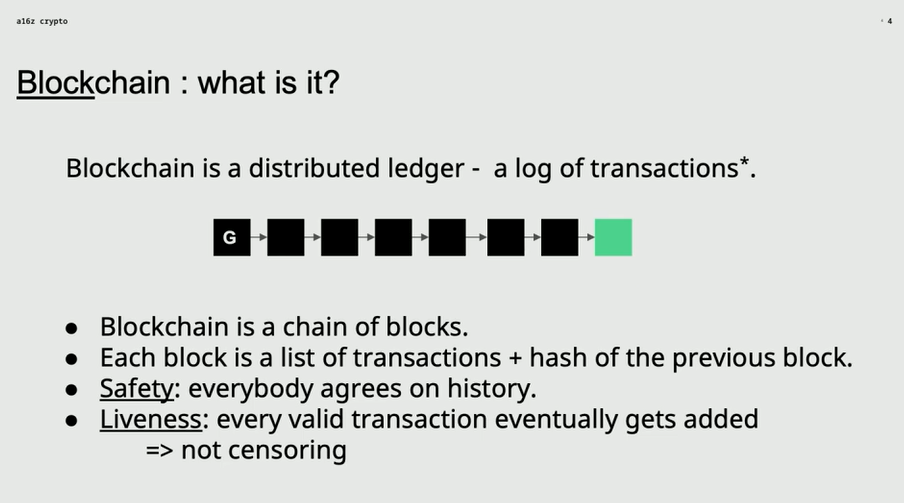 a16z crypto
4
Blockchain : what is it?
Blockchain is a distributed ledger -  a log of transactions*.
G
● Blockchain is a chain of blocks.
● Each block is a list of transactions + hash of the previous block.
● Safety: everybody agrees on history.
● Liveness: every valid transaction eventually gets added
=> not censoring